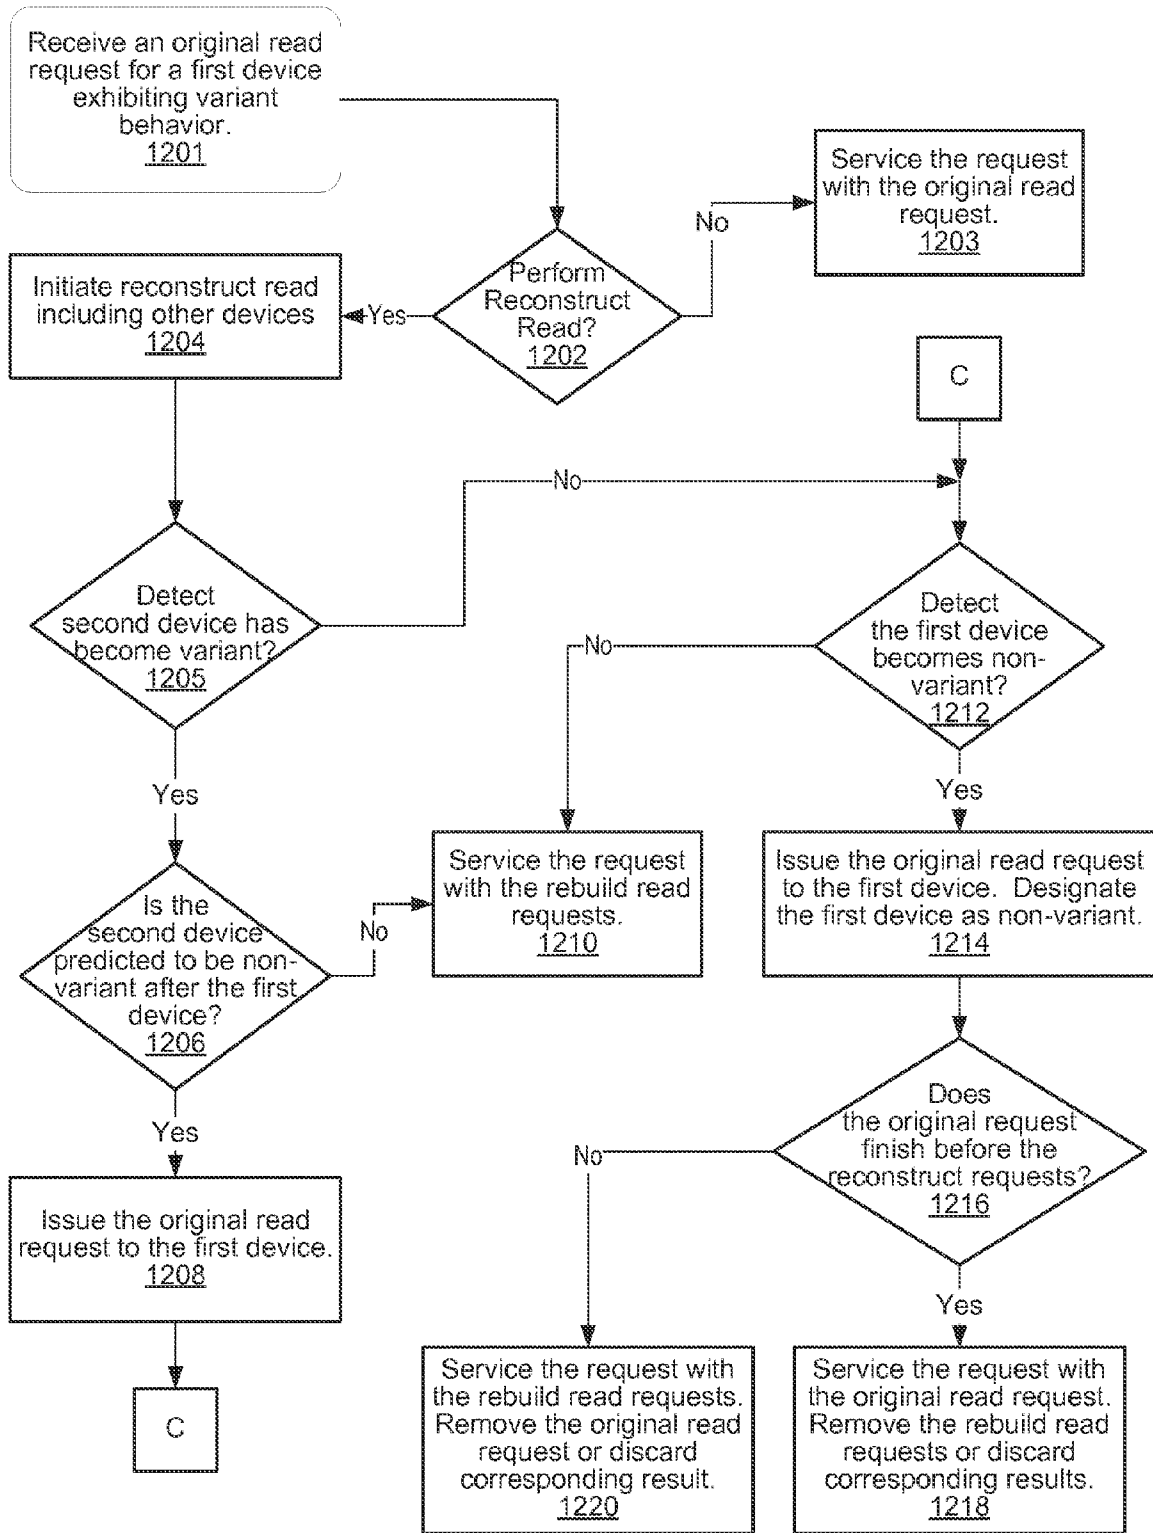 Receive an original read
request for a first device
exhibiting variant
behavior.
1201
Service the request
with the original read
request.
1203
No
Perform
Reconstruct
Read?
1202
Yes
Initiate reconstruct read
including other devices
1204
C
No
Detect
second device has
become variant?
1205
Detect
the first device
becomes non-
variant?
1212
No
Yes
Yes
Is the
second device
predicted to be non-
variant after the first
device?
1206
No
Service the request
with the rebuild read
requests.
1210
Issue the original read request
to the first device. Designate
the first device as non-variant.
1214
Yes
Does
the original request
finish before the
reconstruct requests?
1216
No
Yes
Issue the original read
request to the first device.
1208
C
Service the request with
the rebuild read requests.
Remove the original read
request or discard
corresponding result.
1220
Service the request with
the original read request.
Remove the rebuild read
requests or discard
corresponding results.
1218